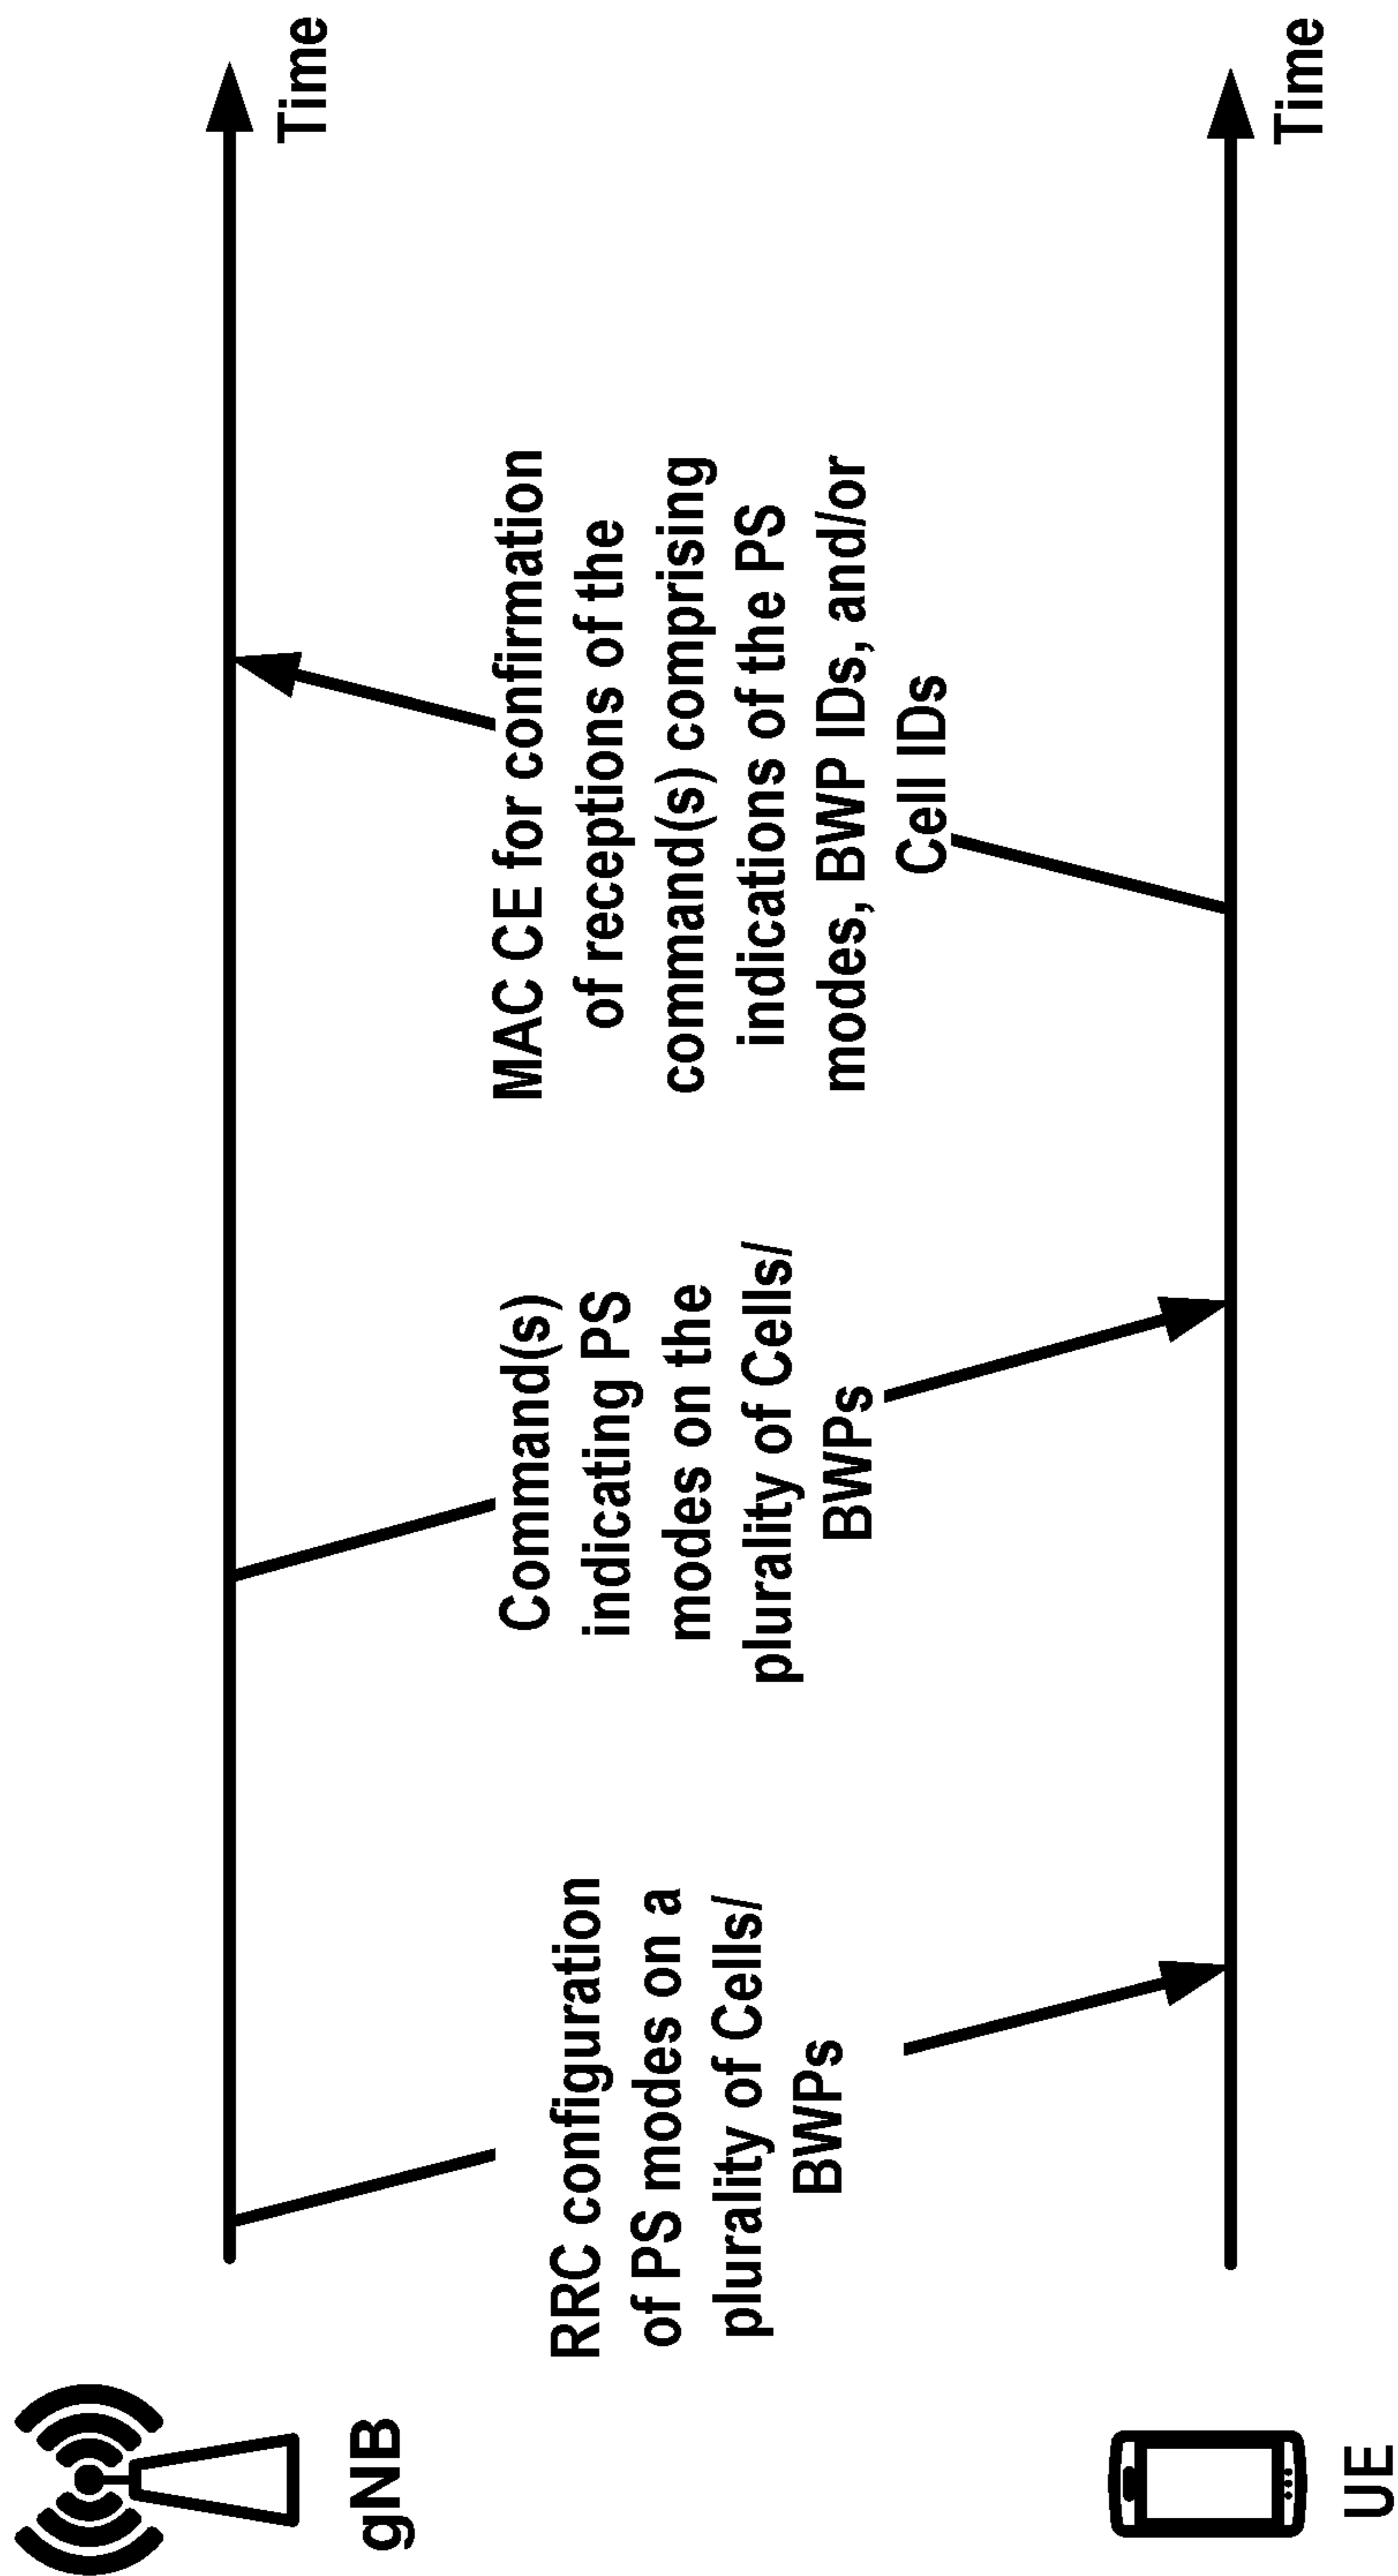 gNB
Time
RRC configuration
of PS modes on a
plurality of Cells/
BWPs
Command(s)
indicating PS
modes on the
plurality of Cells/
BWPs
MAC CE for confirmation
of receptions of the
command(s) comprising
indications of the PS
modes, BWP IDs, and/or
Cell IDs
UE
Time